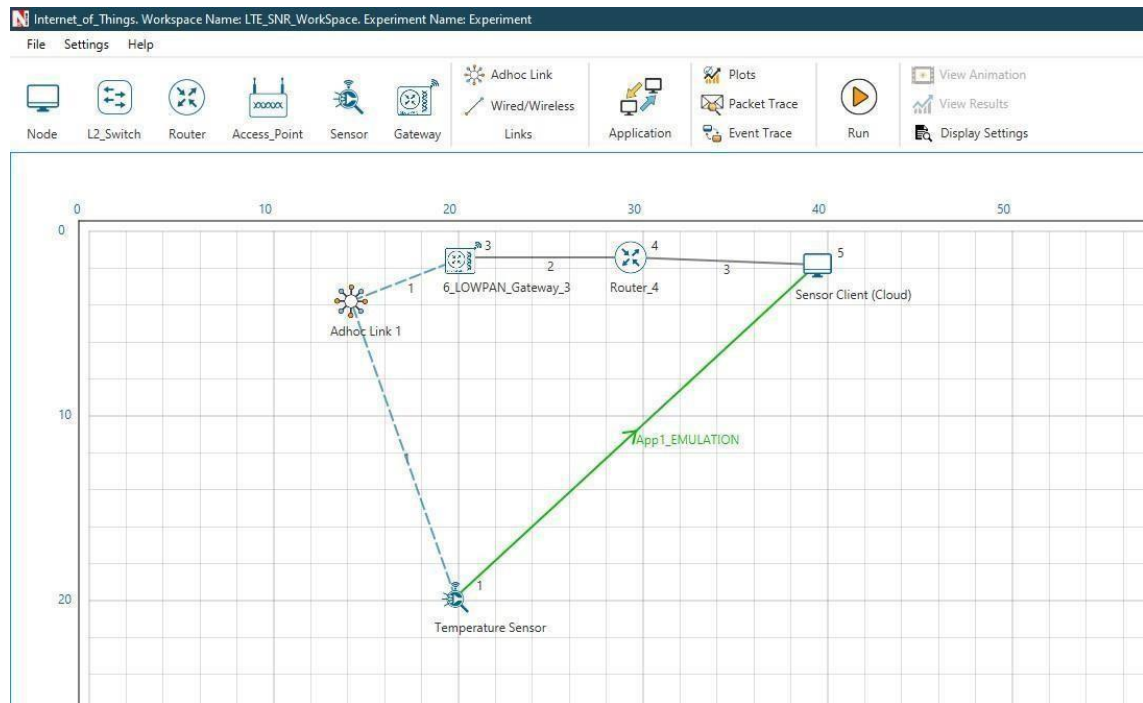 Internet_of_Things. Workspace Name: LTE_SNR_WorkSpace. Experiment Name: Experiment
File Settings Help
Node
L2_Switch
Router
Access_Point
XXXXXX
Sensor
Gateway
Adhoc Link
Wired/Wireless
Links
Application
Plots
Packet Trace
Event Trace
Run
View Animation
View Results
Display Settings
0 10 20 30 40 50
0
10
20
3
6_LOWPAN_Gateway_3
2
4
Router_4
3
5
Sensor Client (Cloud)
1
Adhoc Link 1
1
App1_EMULATION
1
Temperature Sensor